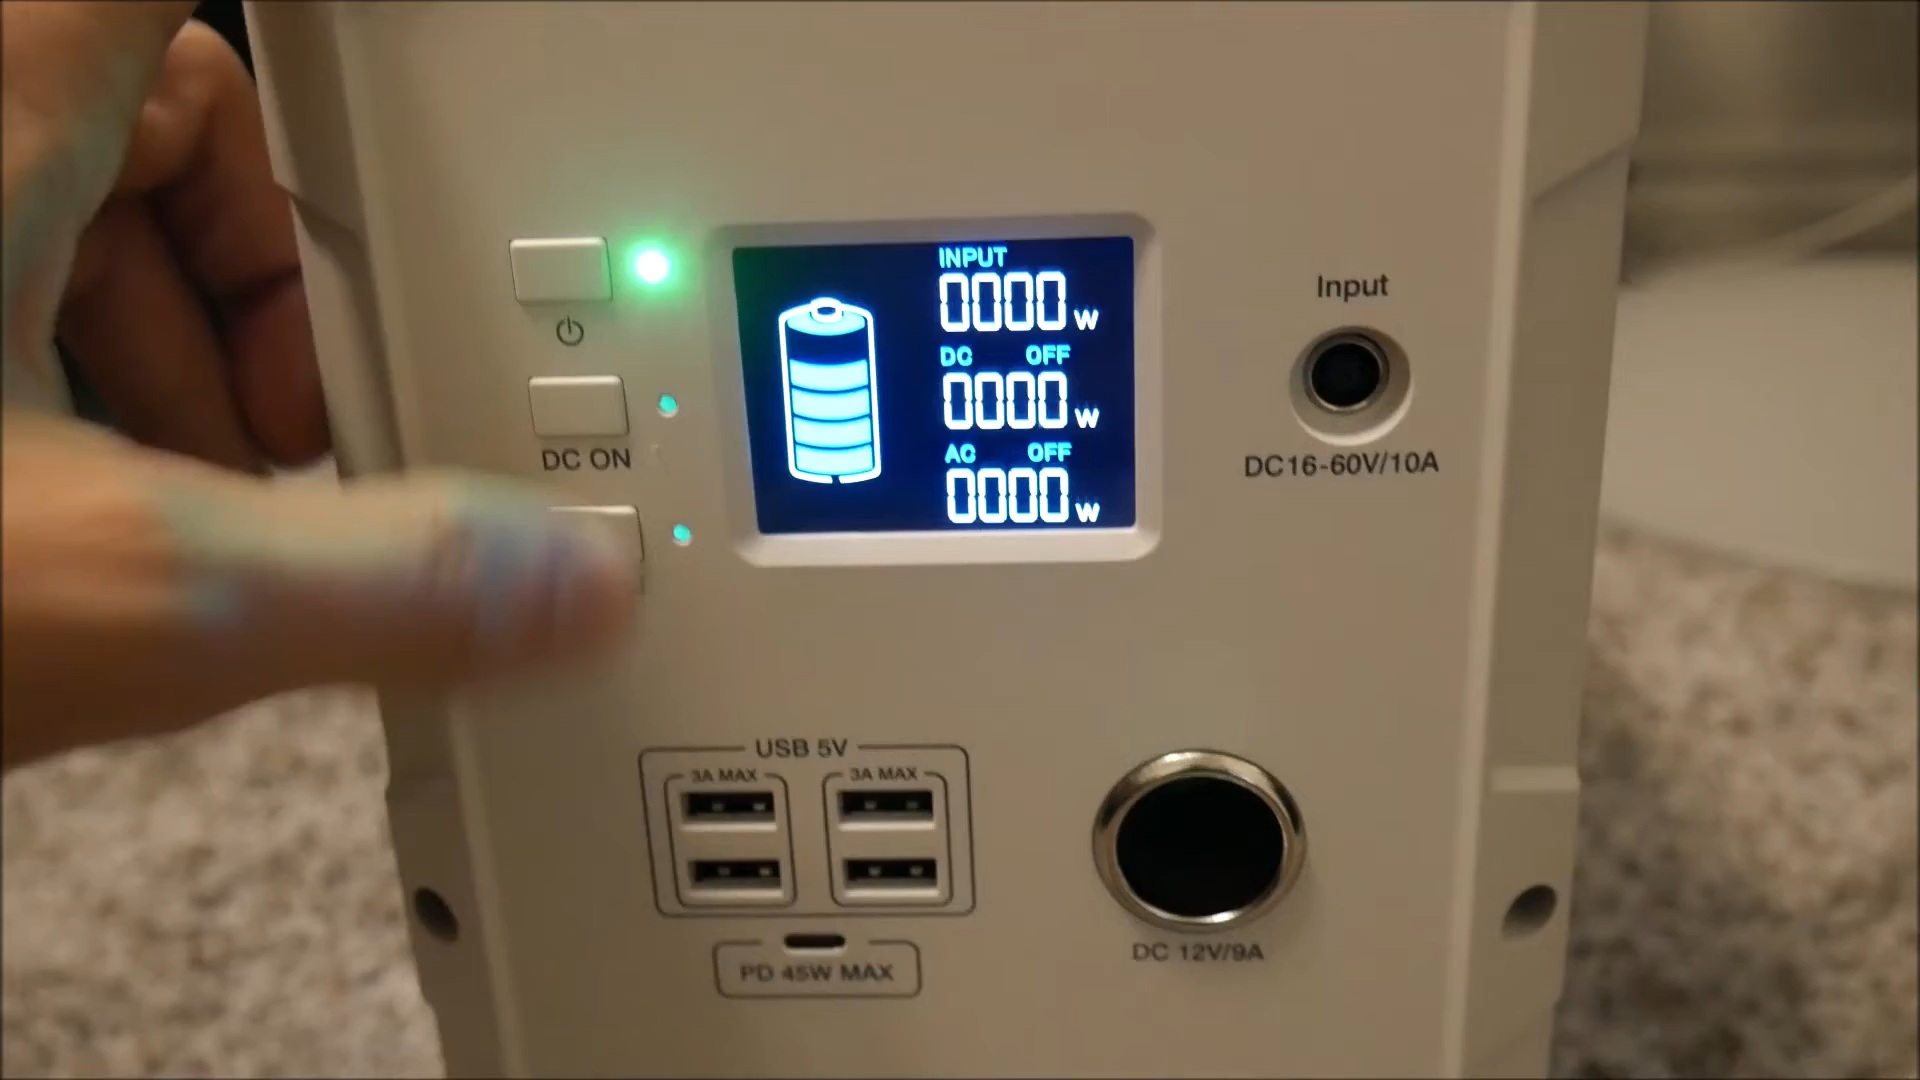 INPUT
0000 W
DC OFF
0000 W
AC OFF
0000 W
DC ON
Input
DC16-60V/10A
USB 5V
3A MAX 3A MAX
PD 45W MAX
DC 12V/9A